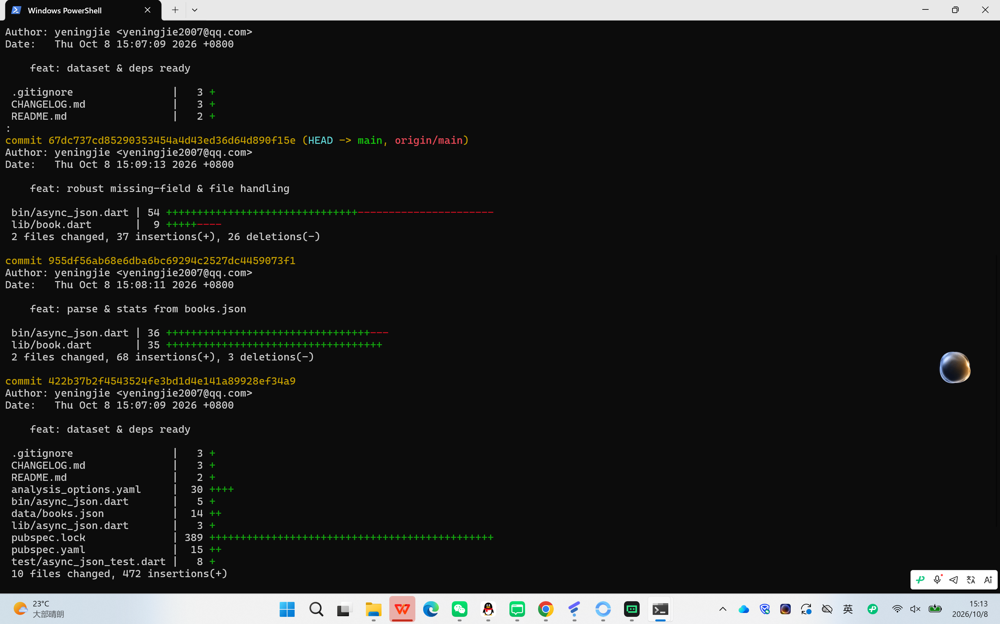 Windows PowerShell
Author: yeningjie <yeningjie2007@qq.com>
Date:   Thu Oct 8 15:07:09 2026 +0800
    feat: dataset & deps ready
 .gitignore                |   3 +
 CHANGELOG.md              |   3 +
 README.md                 |   2 +
:
commit 67dc737cd85290353454a4d43ed36d64d890f15e (HEAD -> main, origin/main)
Author: yeningjie <yeningjie2007@qq.com>
Date:   Thu Oct 8 15:09:13 2026 +0800
    feat: robust missing-field & file handling
 bin/async_json.dart | 54 +++++++++++++++++++++++++++++++----------------------
 lib/book.dart       |  9 +++++----
 2 files changed, 37 insertions(+), 26 deletions(-)
commit 955df56ab68e6dba6bc69294c2527dc4459073f1
Author: yeningjie <yeningjie2007@qq.com>
Date:   Thu Oct 8 15:08:11 2026 +0800
    feat: parse & stats from books.json
 bin/async_json.dart | 36 +++++++++++++++++++++++++++++++++---
 lib/book.dart       | 35 +++++++++++++++++++++++++++++++++++
 2 files changed, 68 insertions(+), 3 deletions(-)
commit 422b37b2f4543524fe3bd1d4e141a89928ef34a9
Author: yeningjie <yeningjie2007@qq.com>
Date:   Thu Oct 8 15:07:09 2026 +0800
    feat: dataset & deps ready
 .gitignore                |   3 +
 CHANGELOG.md              |   3 +
 README.md                 |   2 +
 analysis_options.yaml     |  30 ++++
 bin/async_json.dart       |   5 +
 data/books.json           |  14 ++
 lib/async_json.dart       |   3 +
 pubspec.lock              | 389 ++++++++++++++++++++++++++++++++++++++++++++++
 pubspec.yaml              |  15 ++
 test/async_json_test.dart |   8 +
 10 files changed, 472 insertions(+)
23°C
大部晴朗
英
15:13
2026/10/8